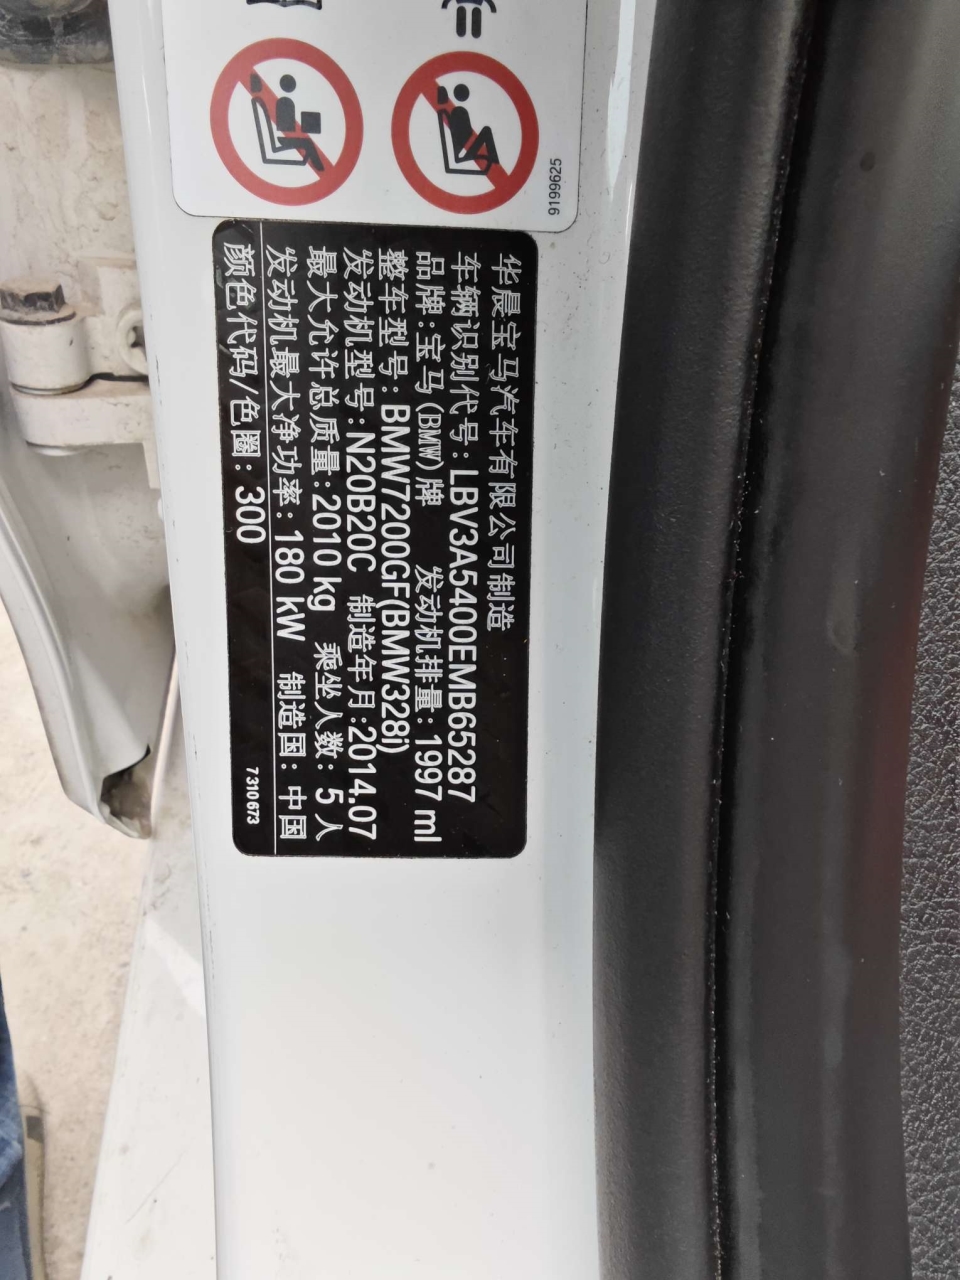 9199625
华晨宝马汽车有限公司制造
车辆识别代号：LBV3A5400EMB65287
品牌：宝马(BMW)牌 发动机排量：1997 ml
整车型号：BMW7200GF(BMW328i)
发动机型号：N20B20C 制造年月：2014.07
最大允许总质量：2010 kg 乘坐人数：5 人
发动机最大净功率：180 kW 制造国：中国
颜色代码/色圈：300
7310673